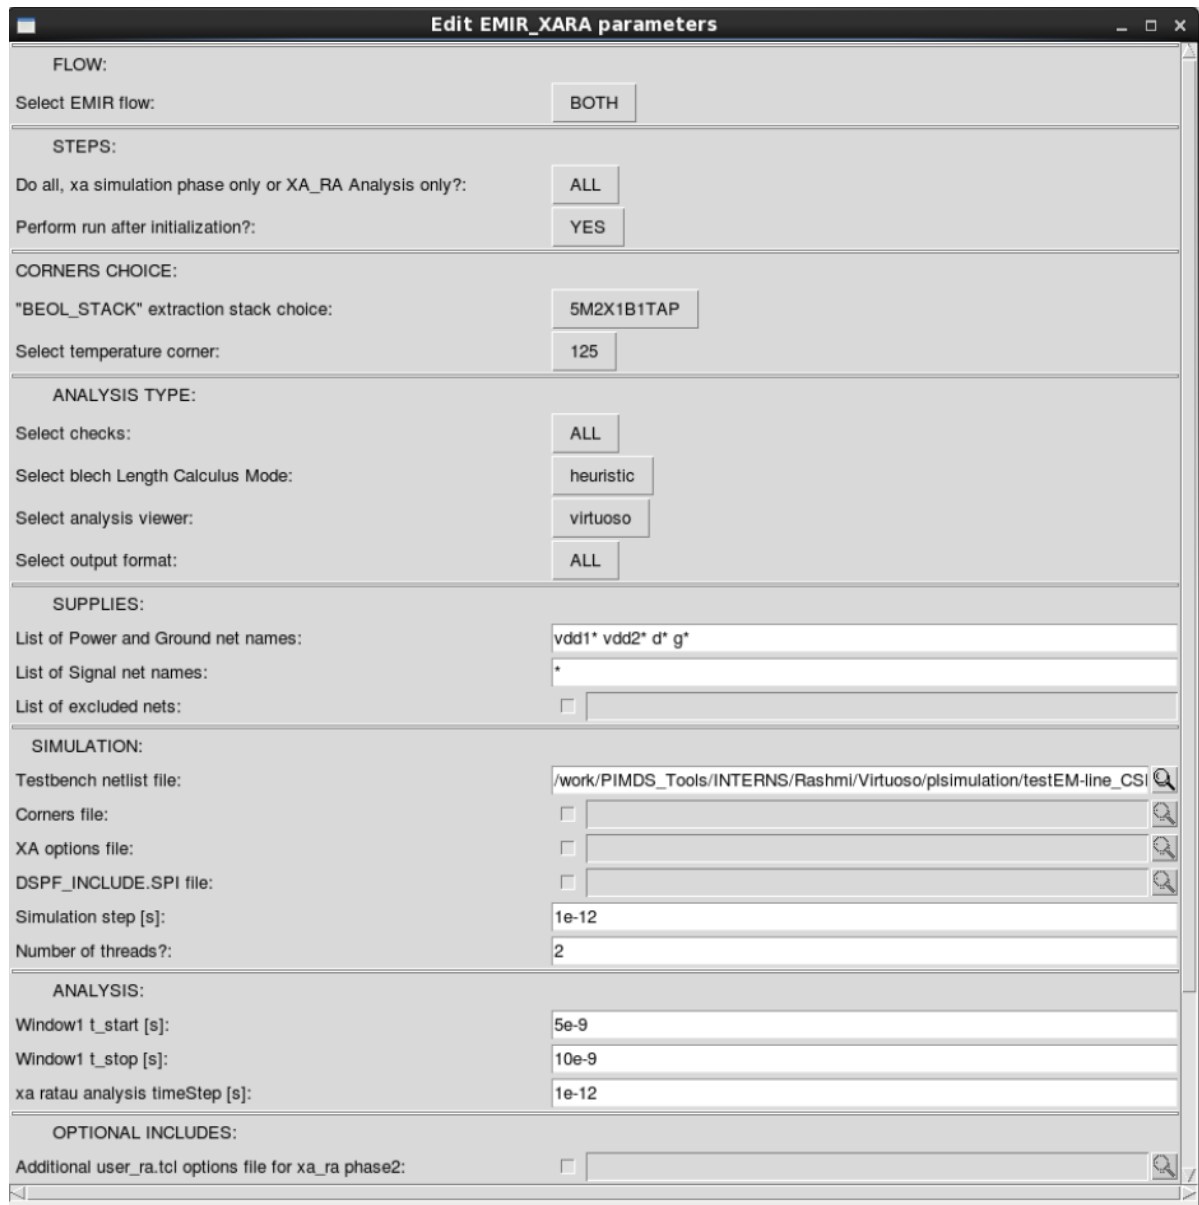 Edit EMIR_XARA parameters
FLOW:
Select EMIR flow: BOTH
STEPS:
Do all, xa simulation phase only or XA_RA Analysis only?: ALL
Perform run after initialization?: YES
CORNERS CHOICE:
"BEOL_STACK" extraction stack choice: 5M2X1B1TAP
Select temperature corner: 125
ANALYSIS TYPE:
Select checks: ALL
Select blech Length Calculus Mode: heuristic
Select analysis viewer: virtuoso
Select output format: ALL
SUPPLIES:
List of Power and Ground net names: vdd1* vdd2* d* g*
List of Signal net names: *
List of excluded nets:
SIMULATION:
Testbench netlist file: /work/PIMDS_Tools/INTERNS/Rashmi/Virtuoso/plsimulation/testEM-line_CSI
Corners file:
XA options file:
DSPF_INCLUDE.SPI file:
Simulation step [s]: 1e-12
Number of threads?: 2
ANALYSIS:
Window1 t_start [s]: 5e-9
Window1 t_stop [s]: 10e-9
xa ratau analysis timeStep [s]: 1e-12
OPTIONAL INCLUDES:
Additional user_ra.tcl options file for xa_ra phase2: